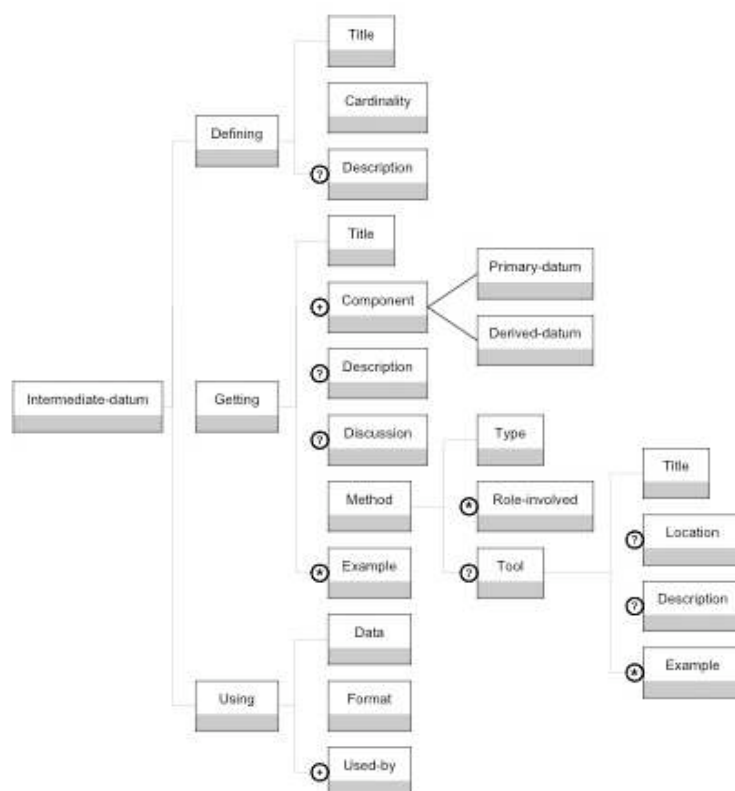 Intermediate-datum
Defining
Title
Cardinality
? Description
Getting
Title
+ Component
Primary-datum
Derived-datum
? Description
? Discussion
Method
Type
* Role-involved
? Tool
Title
? Location
? Description
* Example
* Example
Using
Data
Format
+ Used-by